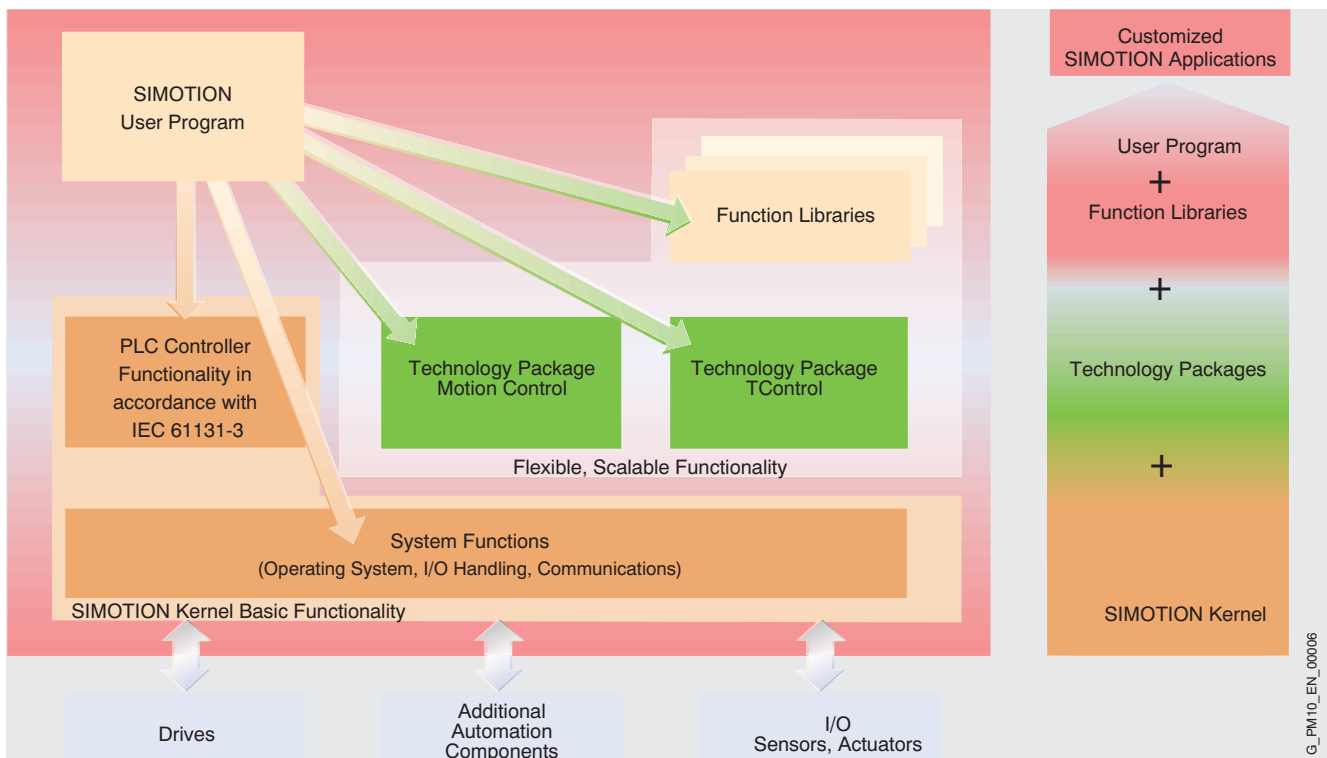 SIMOTION
User Program
Function Libraries
PLC Controller
Functionality in
accordance with
IEC 61131-3
Technology Package
Motion Control
Technology Package
TControl
Flexible, Scalable Functionality
System Functions
(Operating System, I/O Handling, Communications)
SIMOTION Kernel Basic Functionality
Drives
Additional
Automation
Components
I/O
Sensors, Actuators
Customized
SIMOTION Applications
User Program
+
Function Libraries
+
Technology Packages
+
SIMOTION Kernel
G_PM10_EN_00006